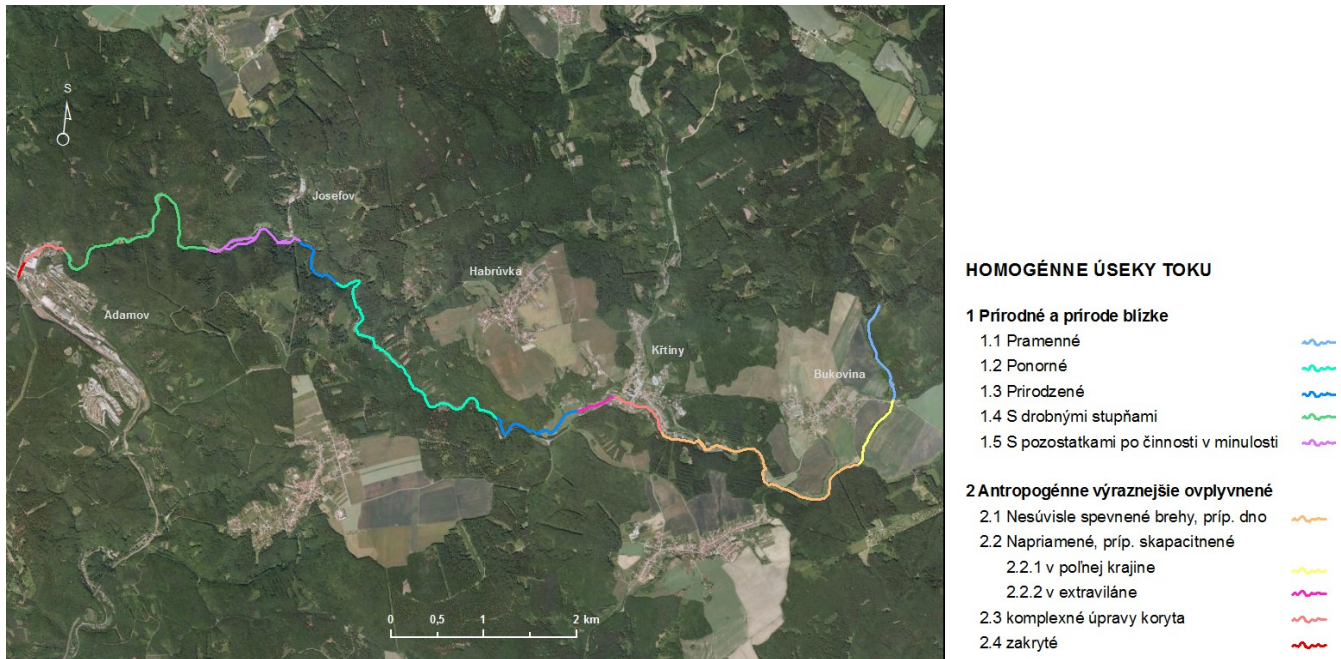 S
Josefov
Habrůvka
Adamov
Křtiny
Bukovina
0 0,5 1 2 km
HOMOGÉNNE ÚSEKY TOKU
1 Prírodné a prírode blízke
1.1 Pramenné
1.2 Ponorné
1.3 Prirodzené
1.4 S drobnými stupňami
1.5 S pozostatkami po činnosti v minulosti
2 Antropogénne výraznejšie ovplyvnené
2.1 Nesúvisle spevnené brehy, príp. dno
2.2 Napriamené, príp. skapacitnené
2.2.1 v poľnej krajine
2.2.2 v extraviláne
2.3 komplexné úpravy koryta
2.4 zakryté